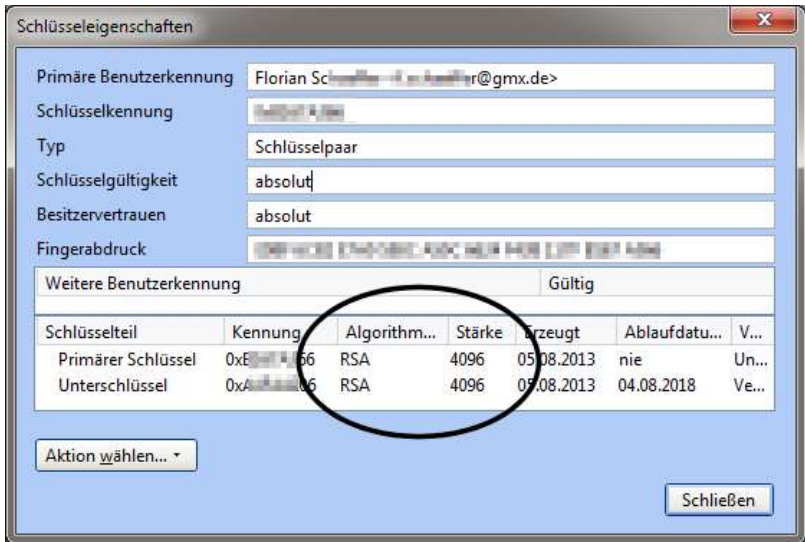 Schlüsseleigenschaften
Primäre Benutzerkennung Florian Sc r@gmx.de>
Schlüsselkennung
Typ Schlüsselpaar
Schlüsselgültigkeit absolut
Besitzervertrauen absolut
Fingerabdruck
Weitere Benutzerkennung Gültig
Schlüsselteil Kennung Algorithm... Stärke Erzeugt Ablaufdatu... V...
Primärer Schlüssel RSA 4096 05.08.2013 nie Un...
Unterschlüssel RSA 4096 05.08.2013 04.08.2018 Ve...
Aktion wählen...
Schließen